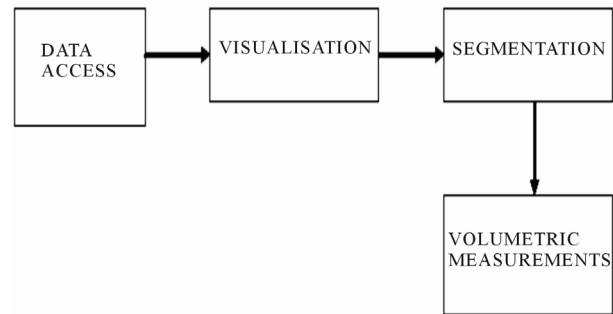 DATA
ACCESS
VISUALISATION
SEGMENTATION
VOLUMETRIC
MEASUREMENTS